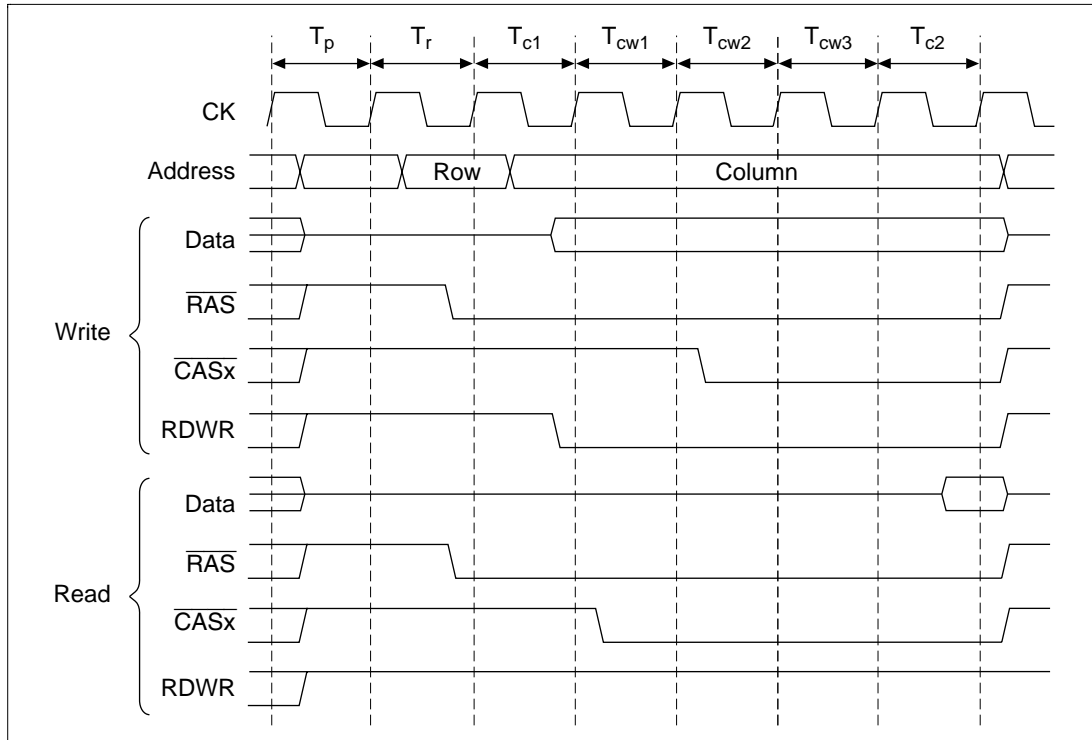 Tp Tr Tc1 Tcw1 Tcw2 Tcw3 Tc2
CK
Address Row Column
Write
Data
RAS
CASx
RDWR
Read
Data
RAS
CASx
RDWR